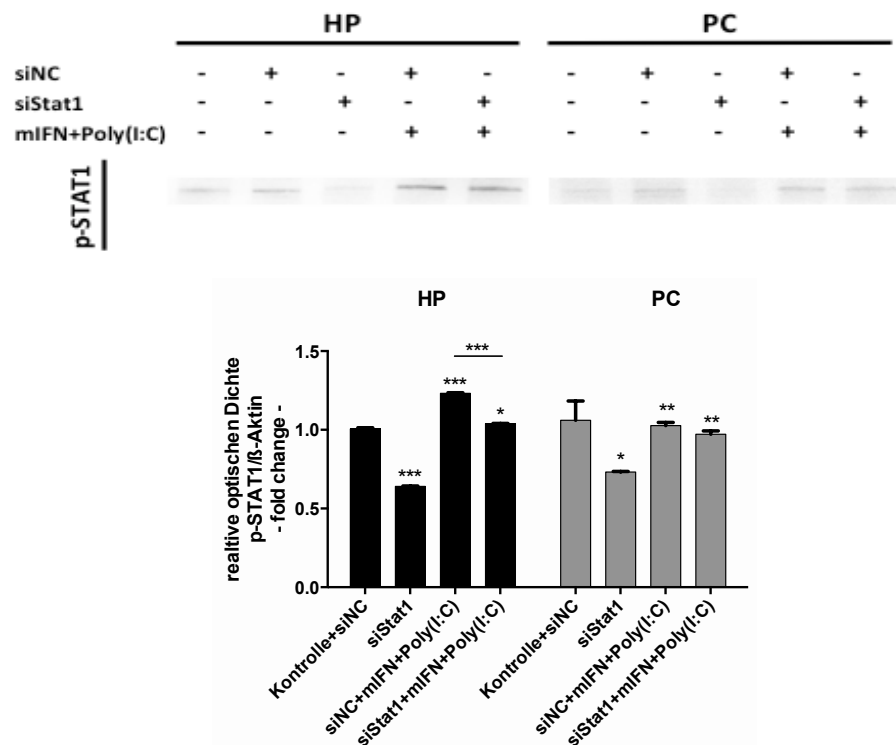 HP PC
siNC - + - + - - + - + -
siStat1 - - + - + - - + - +
mIFN+Poly(I:C) - - - + + - - - + +
p-STAT1
HP PC
realtive optischen Dichte
p-STAT1/ß-Aktin
- fold change -
1.5
1.0
0.5
0.0
***
***
***
*
*
**
**
Kontrolle+siNC
siStat1
siNC+mIFN+Poly(I:C)
siStat1+mIFN+Poly(I:C)
Kontrolle+siNC
siStat1
siNC+mIFN+Poly(I:C)
siStat1+mIFN+Poly(I:C)